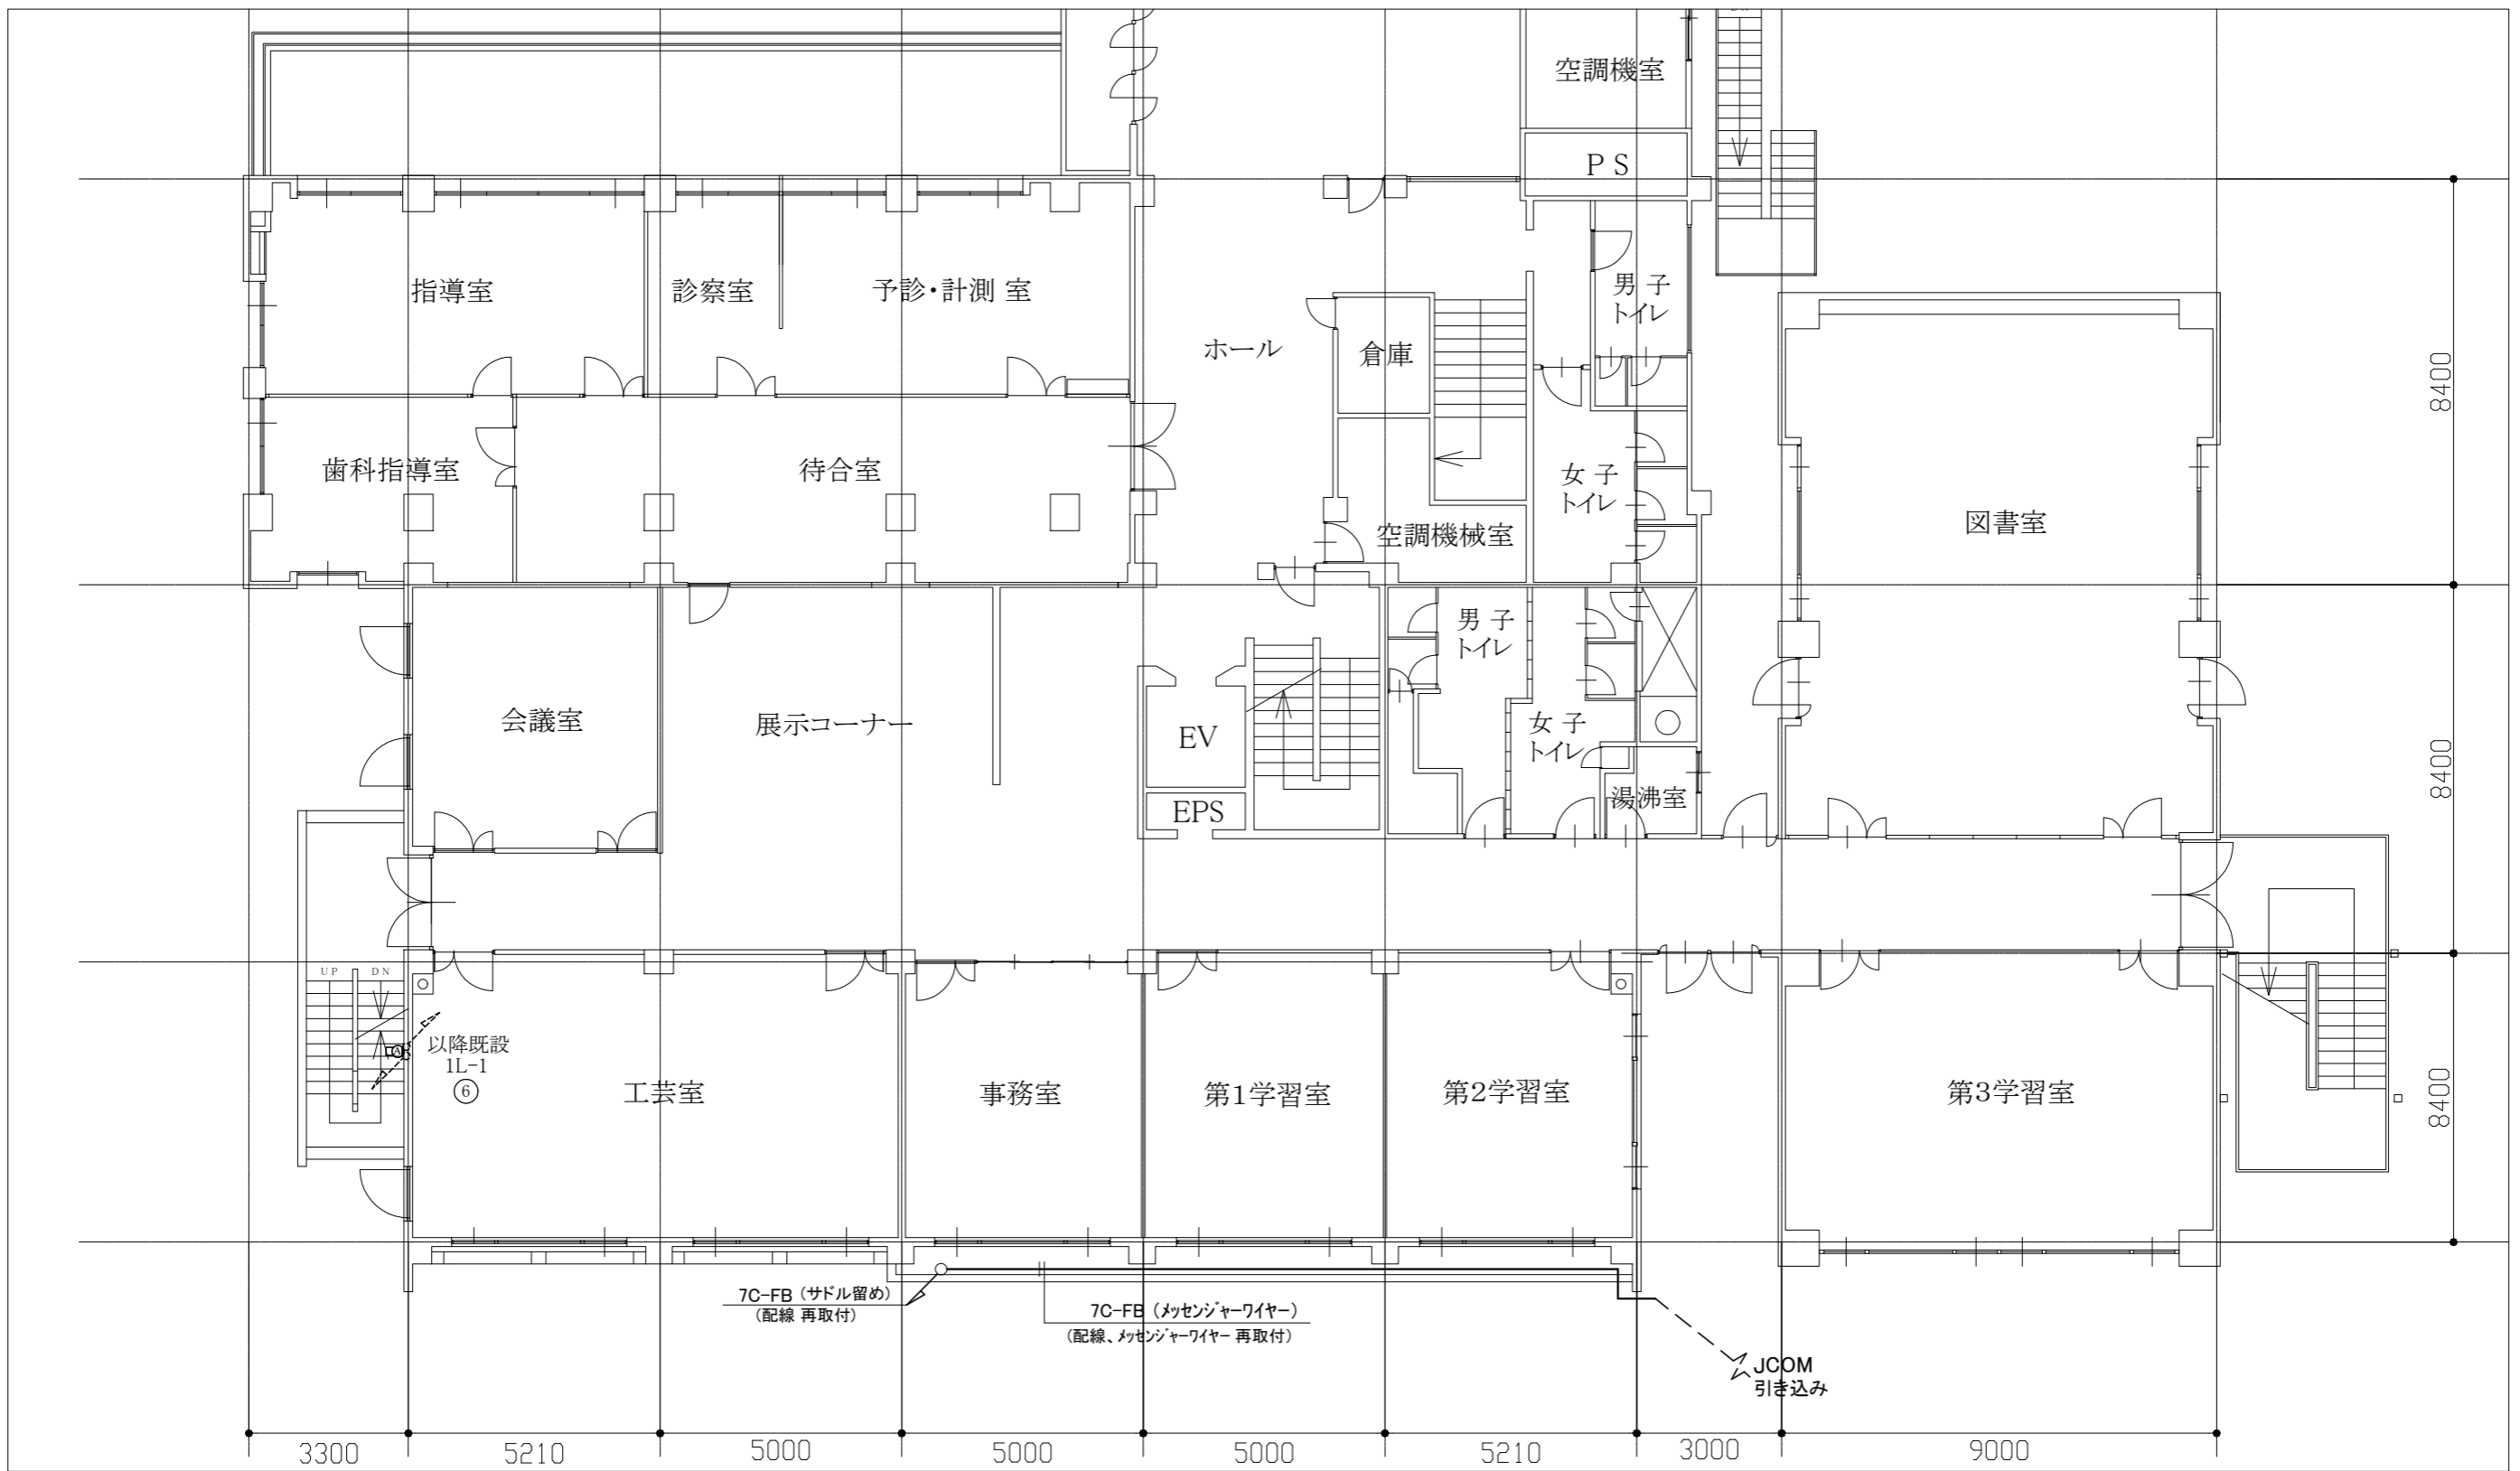 空調機室
P S
指導室
診察室
予診・計測 室
男 子
トイレ
ホール
倉庫
8400
歯科指導室
待合室
女 子
トイレ
空調機械室
図書室
男 子
トイレ
会議室
展示コーナー
EV
女 子
トイレ
8400
EPS
湯沸室
UP
DN
以降既設
1L-1
⑥
A
工芸室
事務室
第1学習室
第2学習室
第3学習室
8400
7C-FB (サドル留め)
(配線 再取付)
7C-FB (メッセンジャーワイヤー)
(配線、メッセンジャーワイヤー 再取付)
JCOM
引き込み
3300
5210
5000
5000
5000
5210
3000
9000